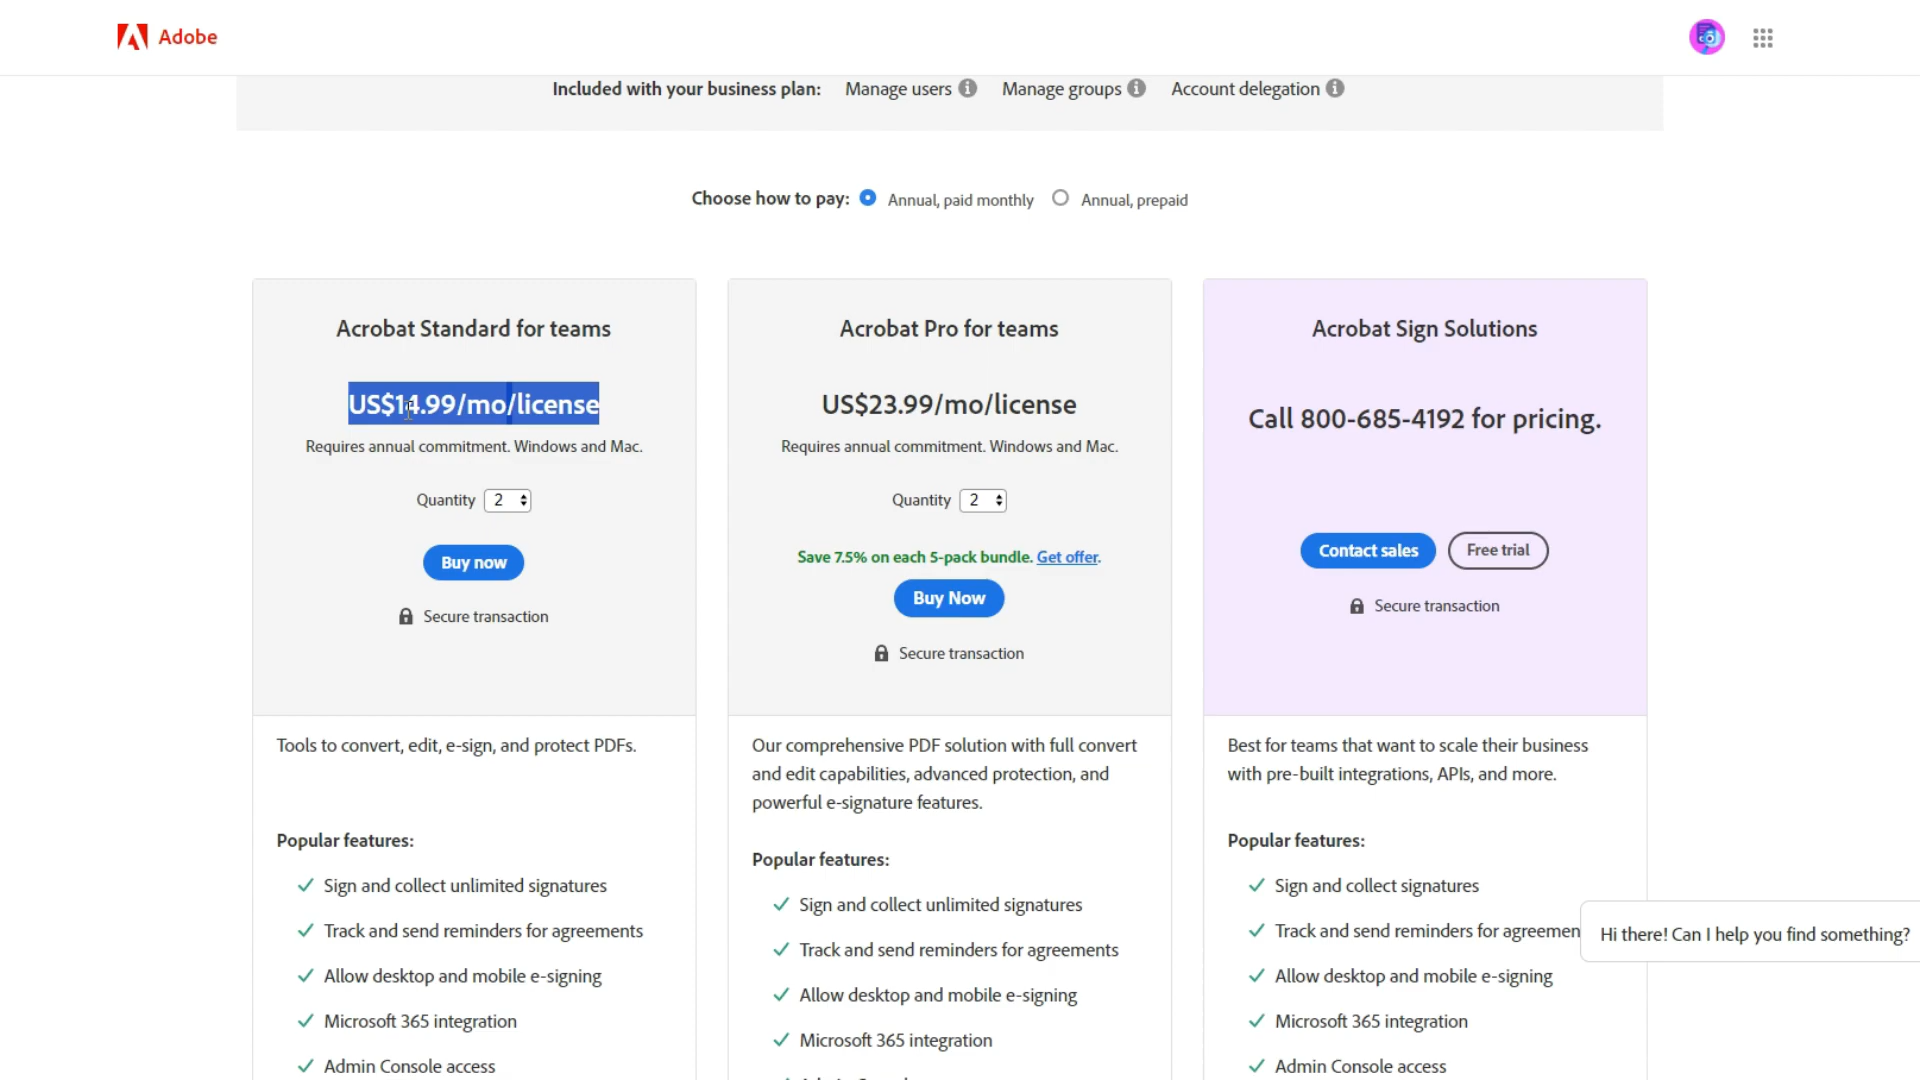 Adobe
Included with your business plan: Manage users Manage groups Account delegation
Choose how to pay: Annual, paid monthly Annual, prepaid
Acrobat Standard for teams
US$14.99/mo/license
Requires annual commitment. Windows and Mac.
Quantity 2
Buy now
Secure transaction
Tools to convert, edit, e-sign, and protect PDFs.
Popular features:
Sign and collect unlimited signatures
Track and send reminders for agreements
Allow desktop and mobile e-signing
Microsoft 365 integration
Admin Console access
Acrobat Pro for teams
US$23.99/mo/license
Requires annual commitment. Windows and Mac.
Quantity 2
Save 7.5% on each 5-pack bundle. Get offer.
Buy Now
Secure transaction
Our comprehensive PDF solution with full convert
and edit capabilities, advanced protection, and
powerful e-signature features.
Popular features:
Sign and collect unlimited signatures
Track and send reminders for agreements
Allow desktop and mobile e-signing
Microsoft 365 integration
Acrobat Sign Solutions
Call 800-685-4192 for pricing.
Contact sales Free trial
Secure transaction
Best for teams that want to scale their business
with pre-built integrations, APIs, and more.
Popular features:
Sign and collect signatures
Track and send reminders for agreemen
Allow desktop and mobile e-signing
Microsoft 365 integration
Admin Console access
Hi there! Can I help you find something?